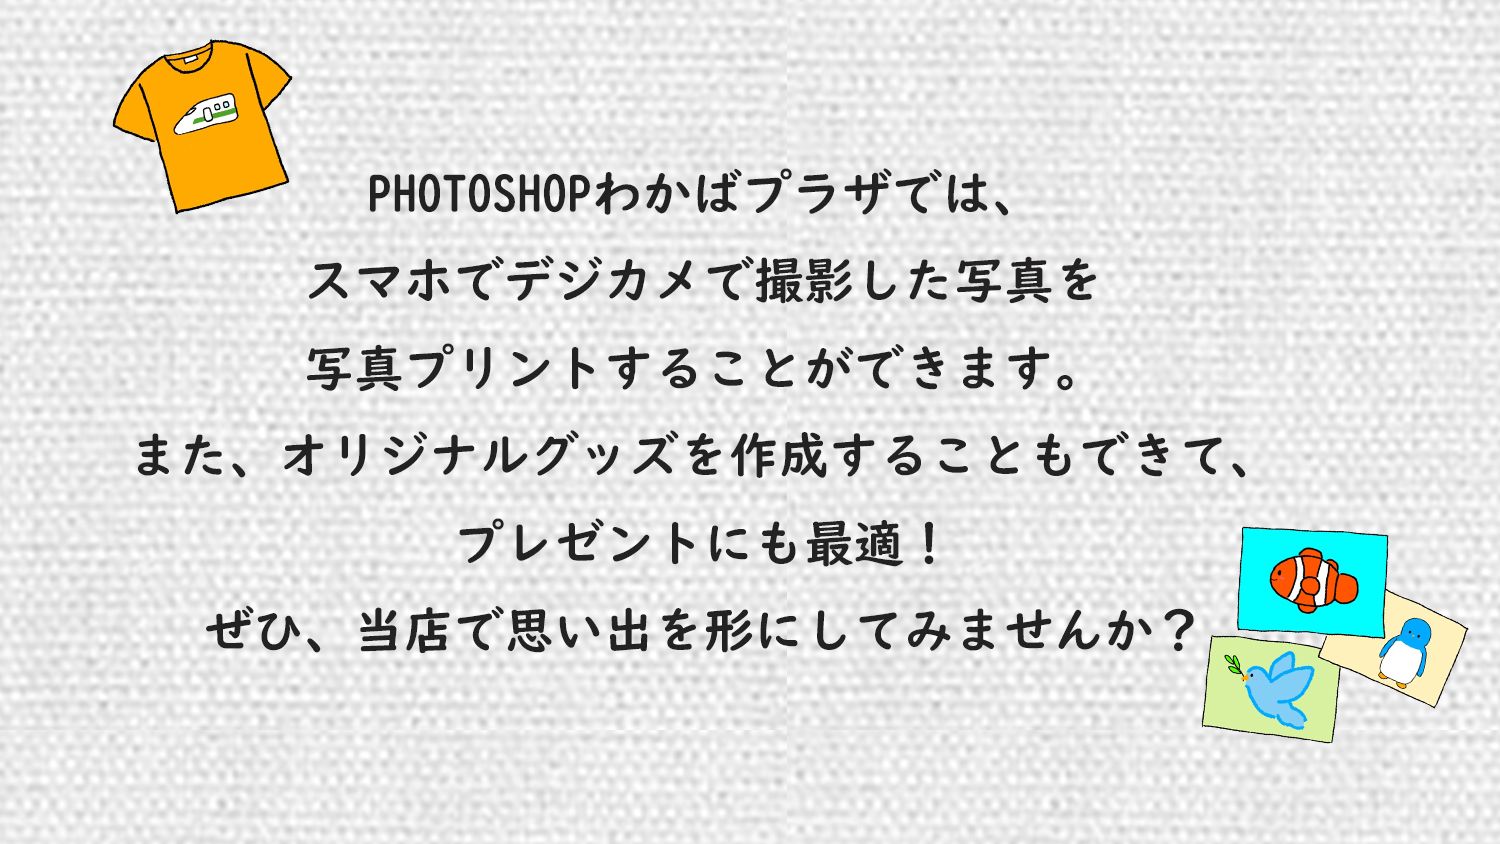 PHOTOSHOPわかばプラザでは、
スマホでデジカメで撮影した写真を
写真プリントすることができます。
また、オリジナルグッズを作成することもできて、
プレゼントにも最適！
ぜひ、当店で思い出を形にしてみませんか？